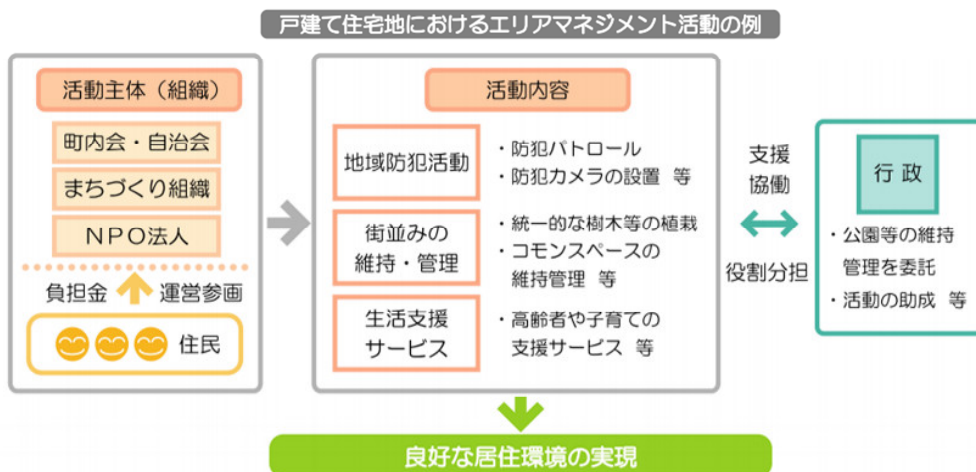 戸建て住宅地におけるエリアマネジメント活動の例
活動主体（組織）
町内会・自治会
まちづくり組織
ＮＰＯ法人
負担金 運営参画
住民
活動内容
地域防犯活動
・防犯パトロール
・防犯カメラの設置 等
街並みの
維持・管理
・統一的な樹木等の植栽
・コモンスペースの
維持管理 等
生活支援
サービス
・高齢者や子育ての
支援サービス 等
支援
協働
役割分担
行政
・公園等の維持
管理を委託
・活動の助成 等
良好な居住環境の実現